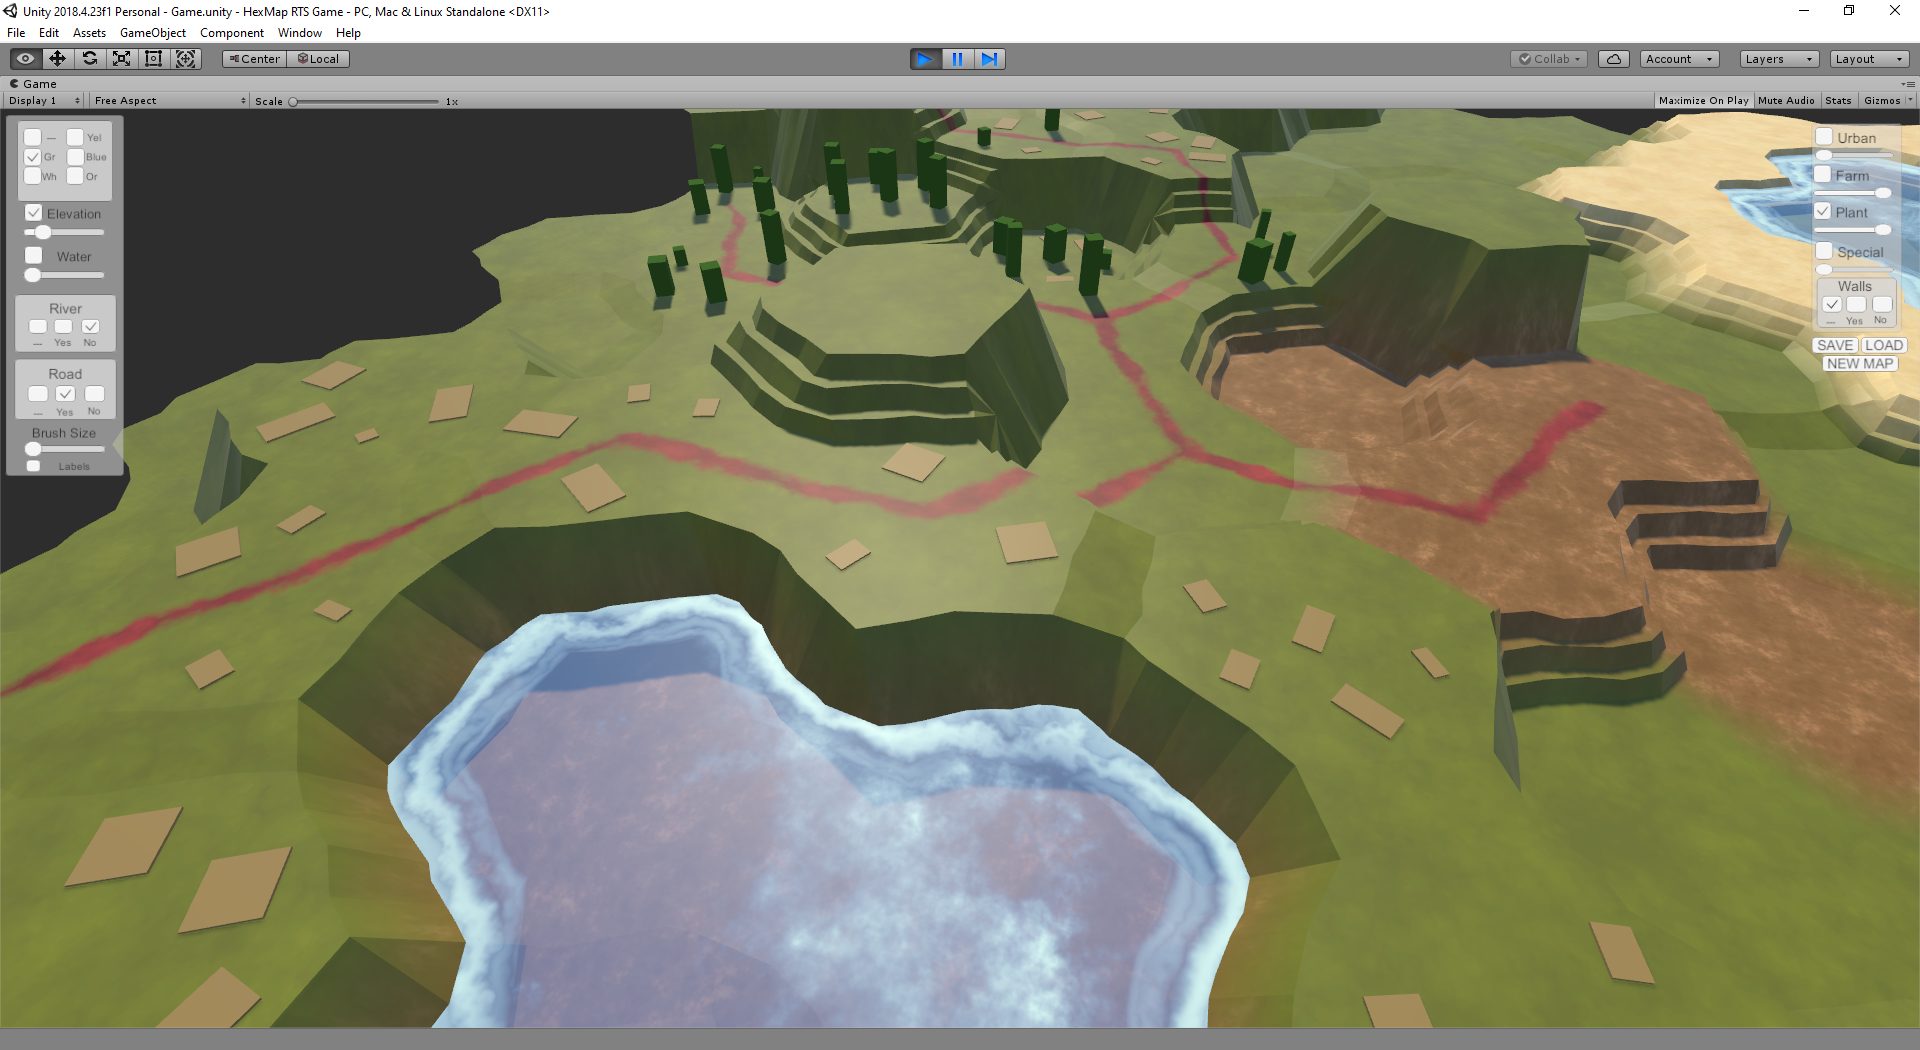 Unity 2018.4.23f1 Personal - Game.unity - HexMap RTS Game - PC, Mac & Linux Standalone <DX11>
File Edit Assets GameObject Component Window Help
Center Local Collab Account Layers Layout
Game
Display 1 Free Aspect Scale 1x Maximize On Play Mute Audio Stats Gizmos
--- Yel
Gr Blue
Wh Or
Elevation
Water
River
--- Yes No
Road
--- Yes No
Brush Size
Labels
Urban
Farm
Plant
Special
Walls
--- Yes No
SAVE LOAD
NEW MAP